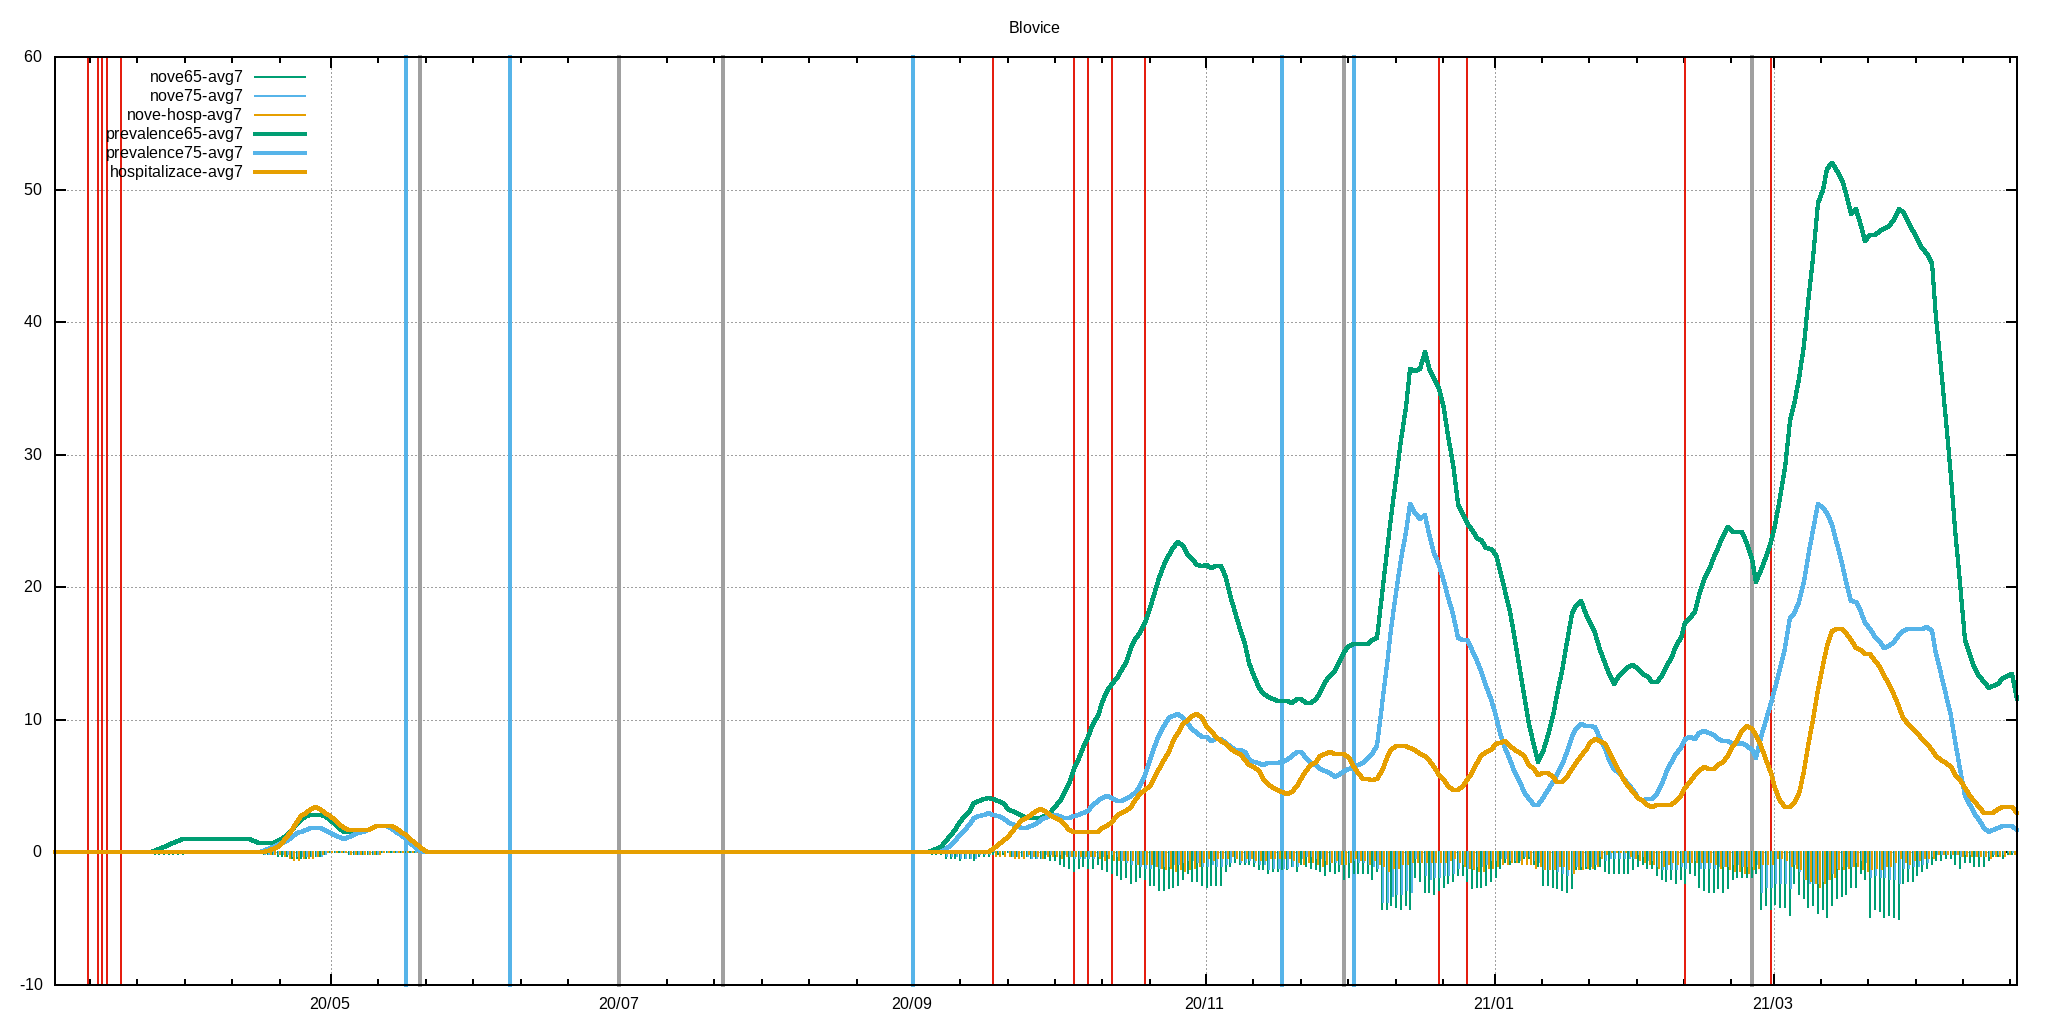 Blovice
60
nove65-avg7
nove75-avg7
nove-hosp-avg7
prevalence65-avg7
prevalence75-avg7
hospitalizace-avg7
50
40
30
20
10
0
-10
20/05 20/07 20/09 20/11 21/01 21/03